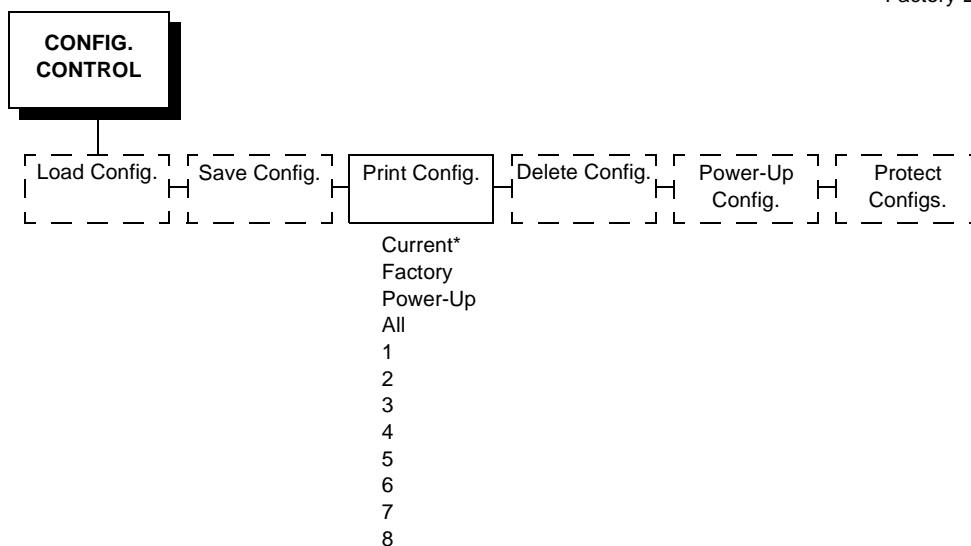 Factory
CONFIG.
CONTROL
Load Config.
Save Config.
Print Config.
Delete Config.
Power-Up
Config.
Protect
Configs.
Current*
Factory
Power-Up
All
1
2
3
4
5
6
7
8